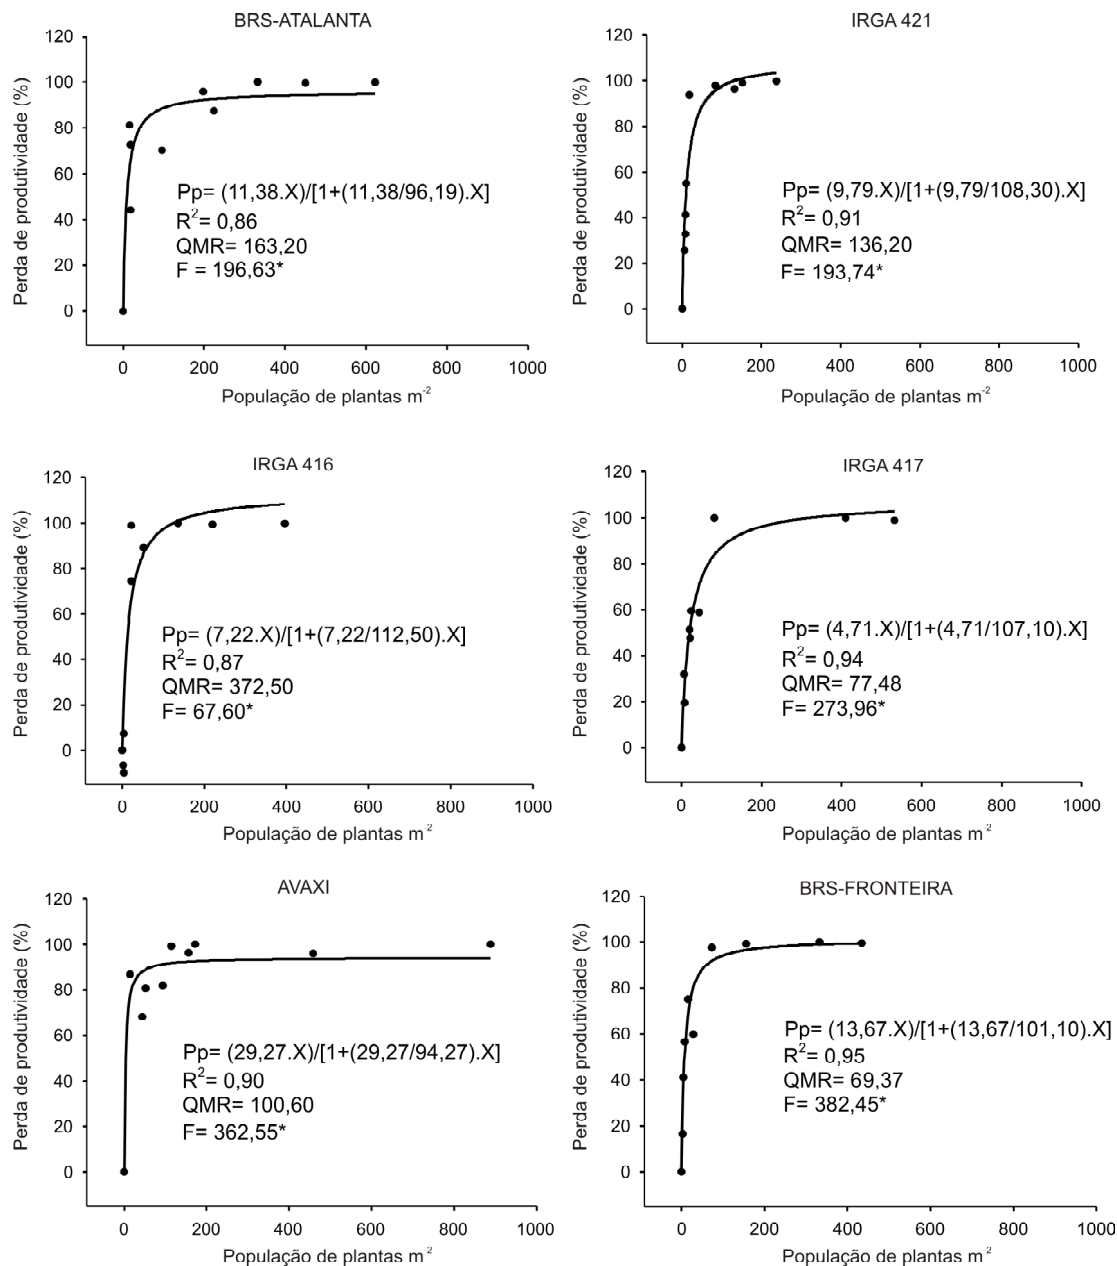 BRS-ATALANTA
Perda de produtividade (%)
120
100
80
60
40
20
0
Pp= (11,38.X)/[1+(11,38/96,19).X]
R²= 0,86
QMR= 163,20
F = 196,63*
0 200 400 600 800 1000
População de plantas m⁻²
IRGA 421
Perda de produtividade (%)
120
100
80
60
40
20
0
Pp= (9,79.X)/[1+(9,79/108,30).X]
R²= 0,91
QMR= 136,20
F= 193,74*
0 200 400 600 800 1000
População de plantas m⁻²
IRGA 416
Perda de produtividade (%)
120
100
80
60
40
20
0
Pp= (7,22.X)/[1+(7,22/112,50).X]
R²= 0,87
QMR= 372,50
F= 67,60*
0 200 400 600 800 1000
População de plantas m⁻²
IRGA 417
Perda de produtividade (%)
120
100
80
60
40
20
0
Pp= (4,71.X)/[1+(4,71/107,10).X]
R²= 0,94
QMR= 77,48
F= 273,96*
0 200 400 600 800 1000
População de plantas m⁻²
AVAXI
Perda de produtividade (%)
120
100
80
60
40
20
0
Pp= (29,27.X)/[1+(29,27/94,27).X]
R²= 0,90
QMR= 100,60
F= 362,55*
0 200 400 600 800 1000
População de plantas m⁻²
BRS-FRONTEIRA
Perda de produtividade (%)
120
100
80
60
40
20
0
Pp= (13,67.X)/[1+(13,67/101,10).X]
R²= 0,95
QMR= 69,37
F= 382,45*
0 200 400 600 800 1000
População de plantas m⁻²